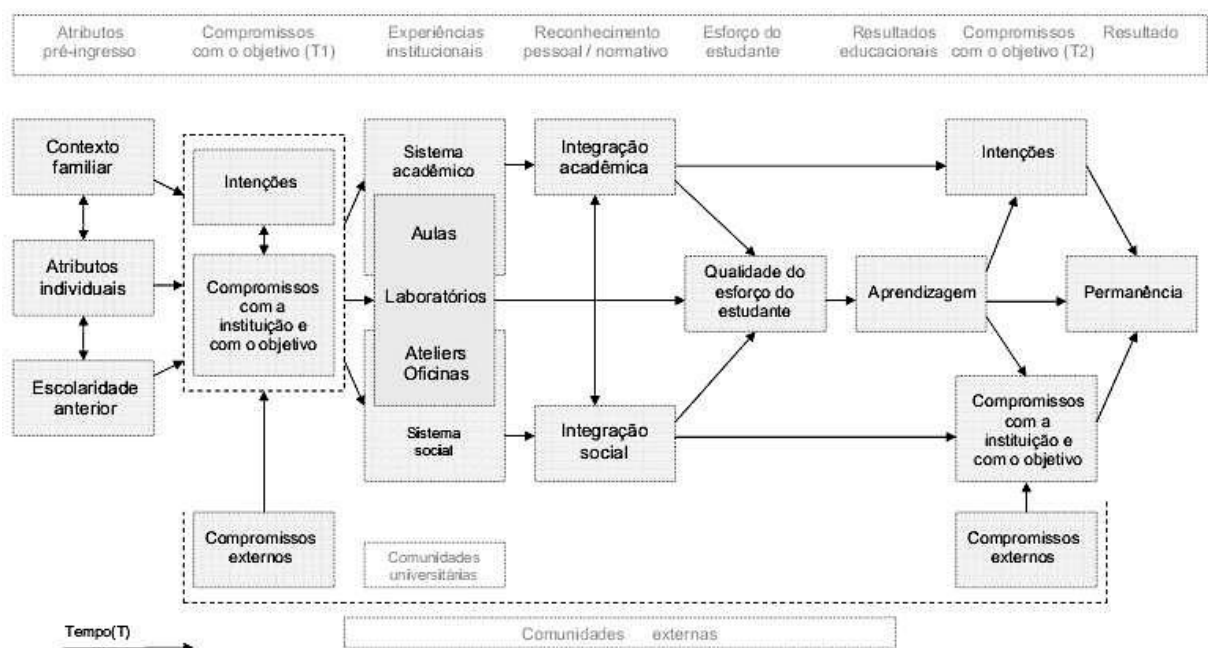 Atributos
pré-ingresso
Compromissos
com o objetivo (T1)
Experiências
institucionais
Reconhecimento
pessoal / normativo
Esforço do
estudante
Resultados
educacionais
Compromissos
com o objetivo (T2)
Resultado
Contexto
familiar
Atributos
individuais
Escolaridade
anterior
Intenções
Compromissos
com a
instituição e
com o objetivo
Compromissos
externos
Sistema
acadêmico
Aulas
Laboratórios
Ateliers
Oficinas
Sistema
social
Comunidades
universitárias
Integração
acadêmica
Integração
social
Qualidade do
esforço do
estudante
Aprendizagem
Intenções
Compromissos
com a
instituição e
com o objetivo
Compromissos
externos
Permanência
Tempo(T)
Comunidades externas